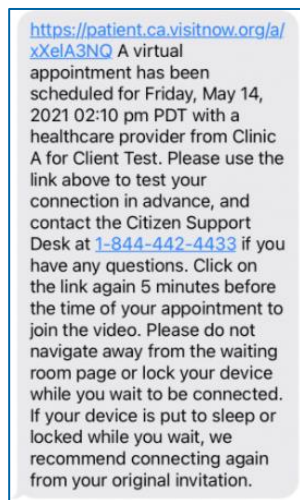 https://patient.ca.visitnow.org/a/
xXelA3NQ A virtual
appointment has been
scheduled for Friday, May 14,
2021 02:10 pm PDT with a
healthcare provider from Clinic
A for Client Test. Please use the
link above to test your
connection in advance, and
contact the Citizen Support
Desk at 1-844-442-4433 if you
have any questions. Click on
the link again 5 minutes before
the time of your appointment to
join the video. Please do not
navigate away from the waiting
room page or lock your device
while you wait to be connected.
If your device is put to sleep or
locked while you wait, we
recommend connecting again
from your original invitation.